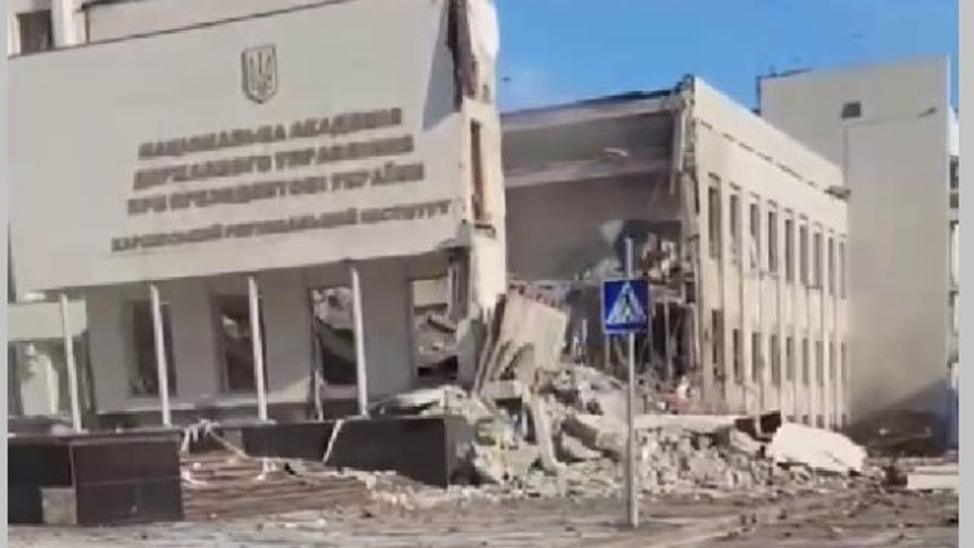 НАЦІОНАЛЬНА АКАДЕМІЯ
ДЕРЖАВНОГО УПРАВЛІННЯ
ПРИ ПРЕЗИДЕНТОВІ УКРАЇНИ
ХАРКІВСЬКИЙ РЕГІОНАЛЬНИЙ ІНСТИТУТ